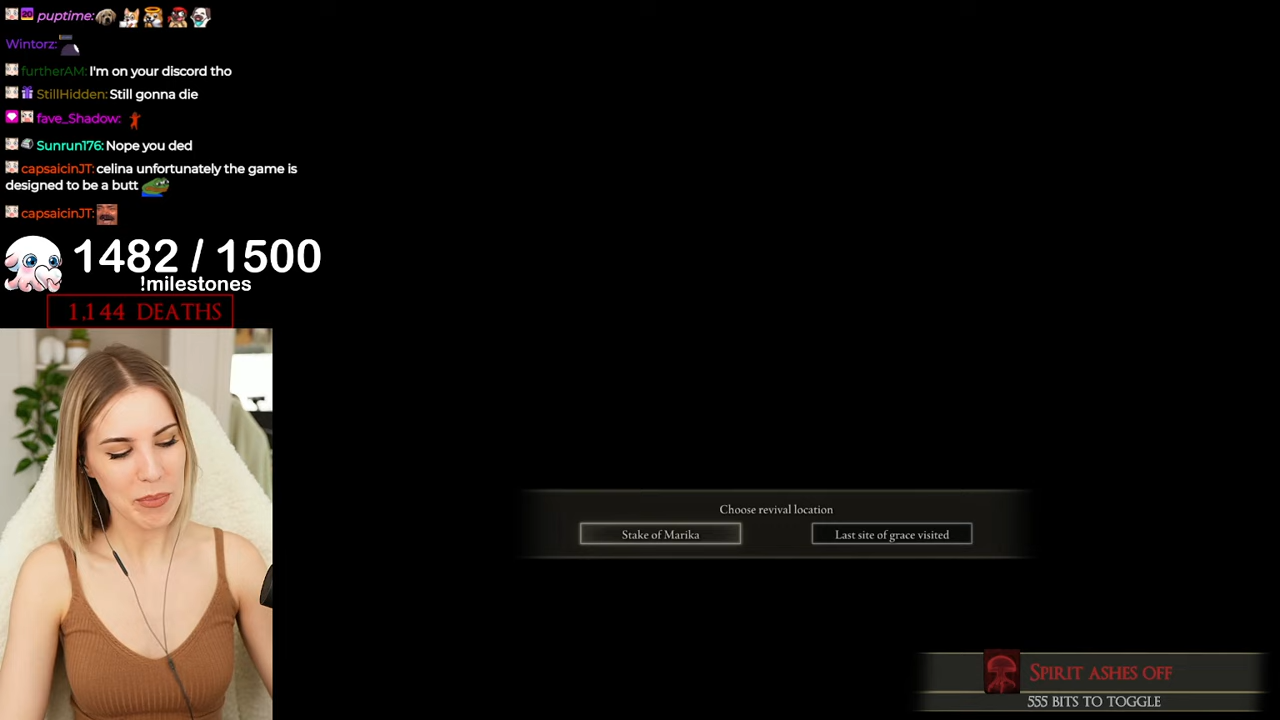 20 puptime:
Wintorz:
furtherAM: I'm on your discord tho
StillHidden: Still gonna die
fave_Shadow:
Sunrun176: Nope you ded
capsaicinJT: celina unfortunately the game is
designed to be a butt
capsaicinJT:
1482 / 1500
!milestones
1,144 DEATHS
Choose revival location
Stake of Marika
Last site of grace visited
SPIRIT ASHES OFF
555 BITS TO TOGGLE